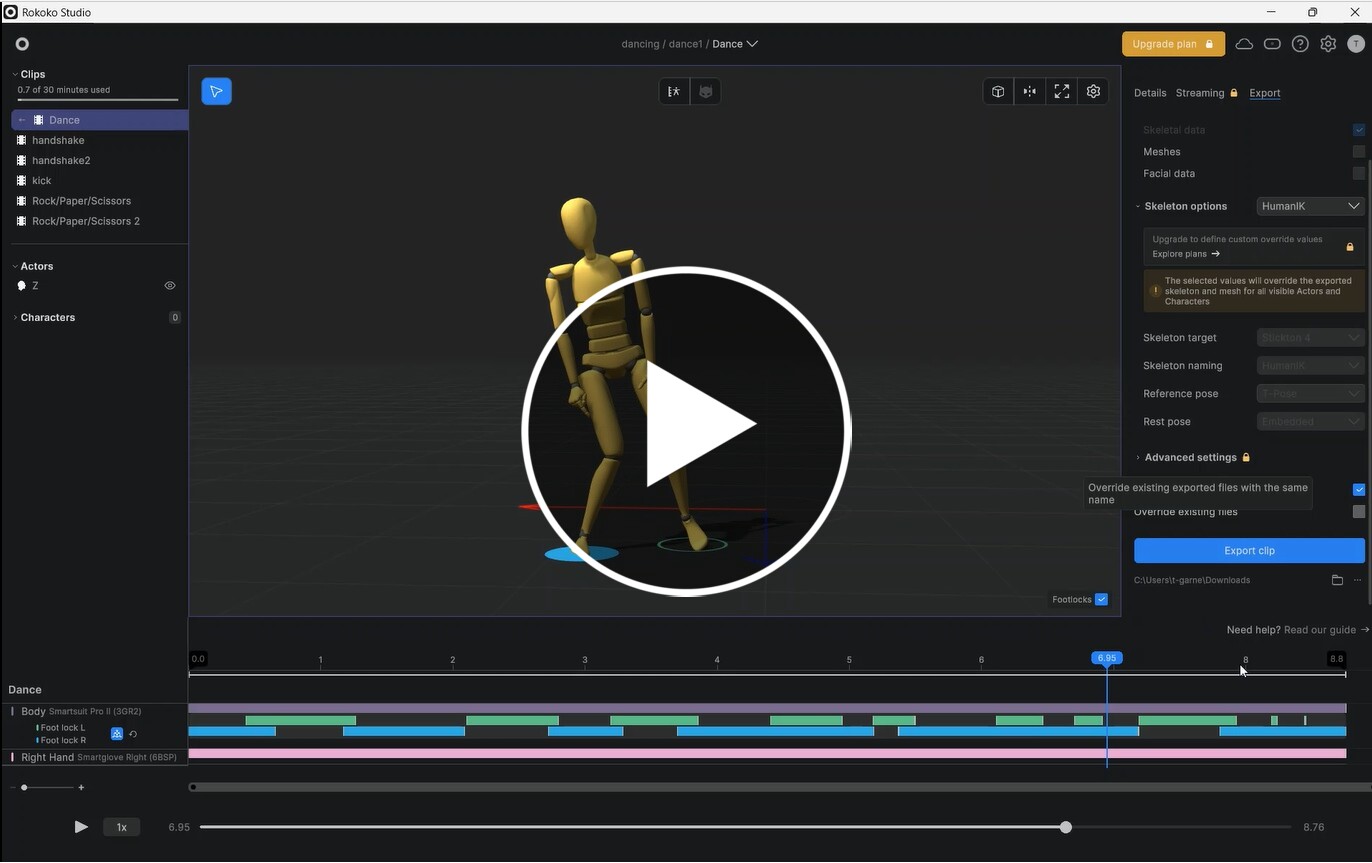 Rokoko Studio
dancing / dance1 / Dance
Upgrade plan
T
Clips
0.7 of 30 minutes used
Dance
handshake
handshake2
kick
Rock/Paper/Scissors
Rock/Paper/Scissors 2
Actors
Z
Characters
0
Details Streaming Export
Skeletal data
Meshes
Facial data
Skeleton options HumanIK
Upgrade to define custom override values
Explore plans →
The selected values will override the exported
skeleton and mesh for all visible Actors and
Characters
Skeleton target
Skeleton naming HumanIK
Reference pose T-Pose
Rest pose Embedded
Advanced settings
Override existing exported files with the same
name
Override existing files
Export clip
C:\Users\t-garne\Downloads
Footlocks
Need help? Read our guide →
0.0 1 2 3 4 5 6 6.95 8 8.8
Dance
Body Smartsuit Pro II (3GR2)
Foot lock L
Foot lock R
Right Hand Smartglove Right (6BSP)
- +
1x 6.95 8.76